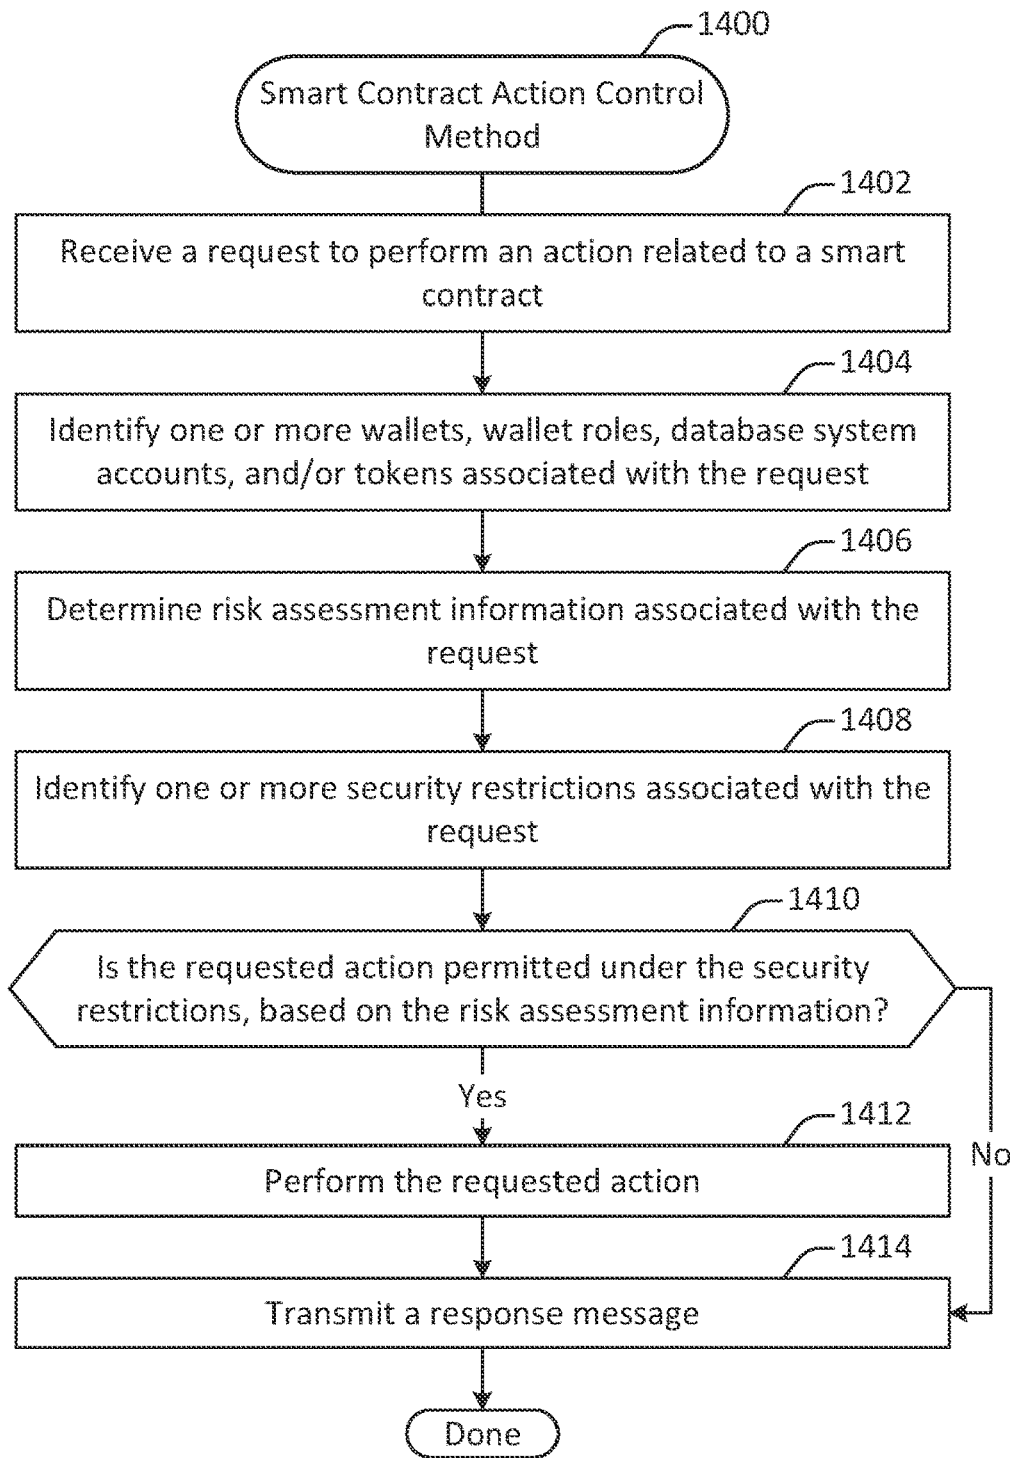 1400
Smart Contract Action Control
Method
1402
Receive a request to perform an action related to a smart
contract
1404
Identify one or more wallets, wallet roles, database system
accounts, and/or tokens associated with the request
1406
Determine risk assessment information associated with the
request
1408
Identify one or more security restrictions associated with the
request
1410
Is the requested action permitted under the security
restrictions, based on the risk assessment information?
Yes
1412
No
Perform the requested action
1414
Transmit a response message
Done